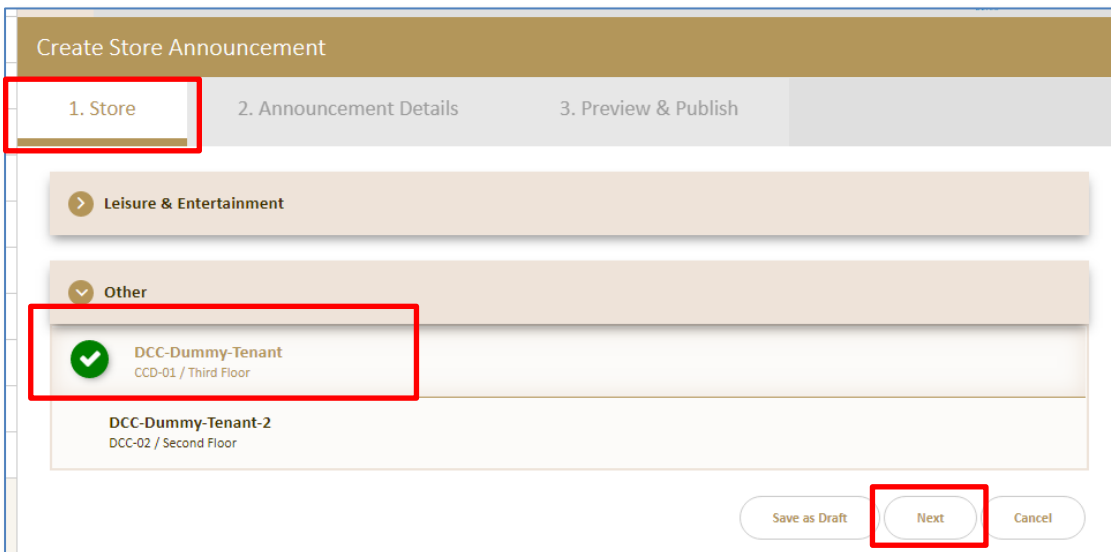 Create Store Announcement
1. Store 2. Announcement Details 3. Preview & Publish
Leisure & Entertainment
Other
DCC-Dummy-Tenant
CCD-01 / Third Floor
DCC-Dummy-Tenant-2
DCC-02 / Second Floor
Save as Draft Next Cancel